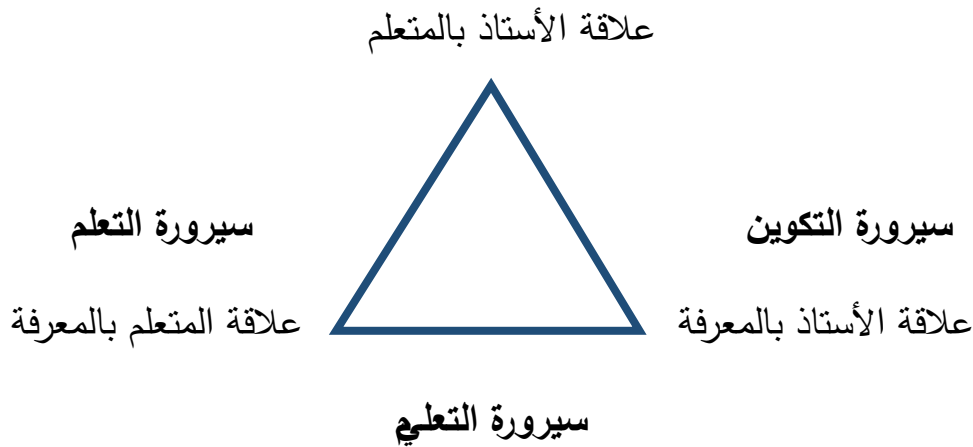 علاقة الأستاذ بالمتعلم
سيرورة التكوين
سيرورة التعلم
علاقة الأستاذ بالمعرفة
علاقة المتعلم بالمعرفة
سيرورة التعليم